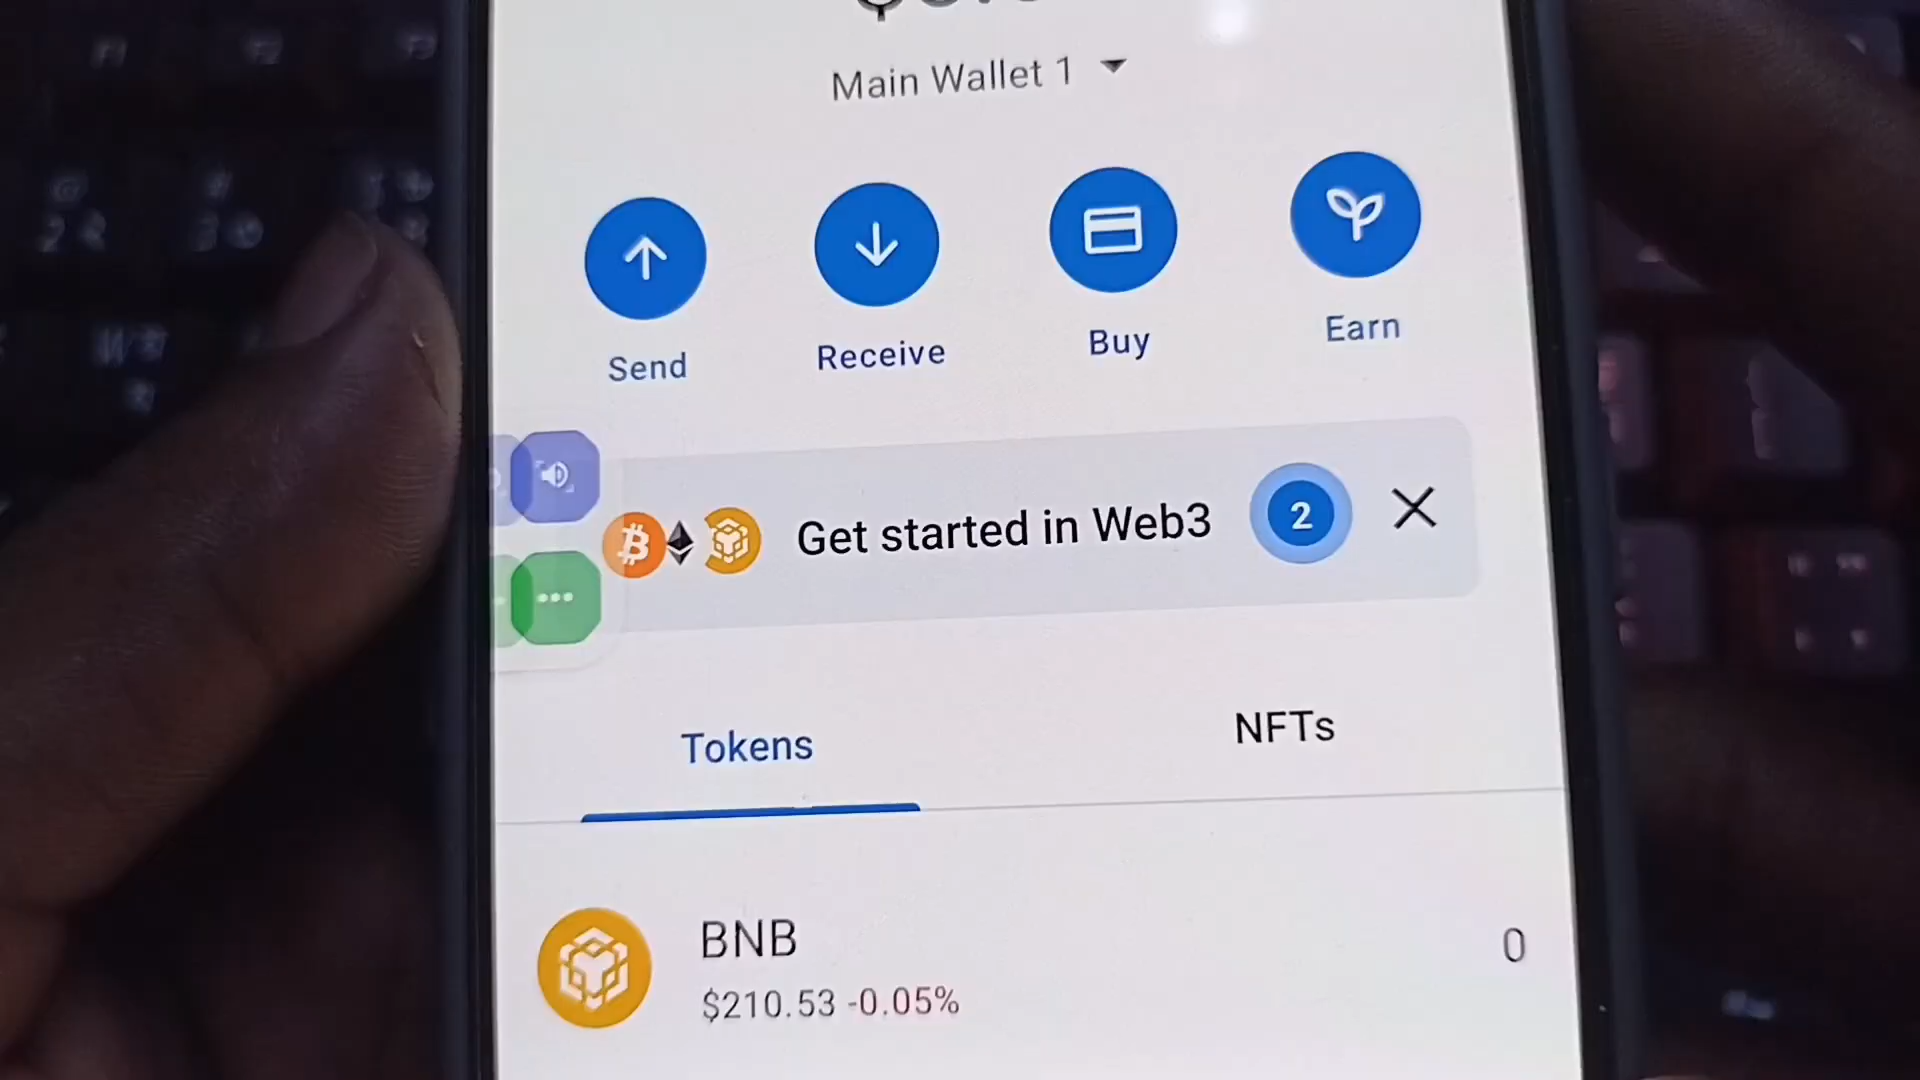 Main Wallet 1
Send
Receive
Buy
Earn
Get started in Web3
2
Tokens
NFTs
BNB
0
$210.53 -0.05%